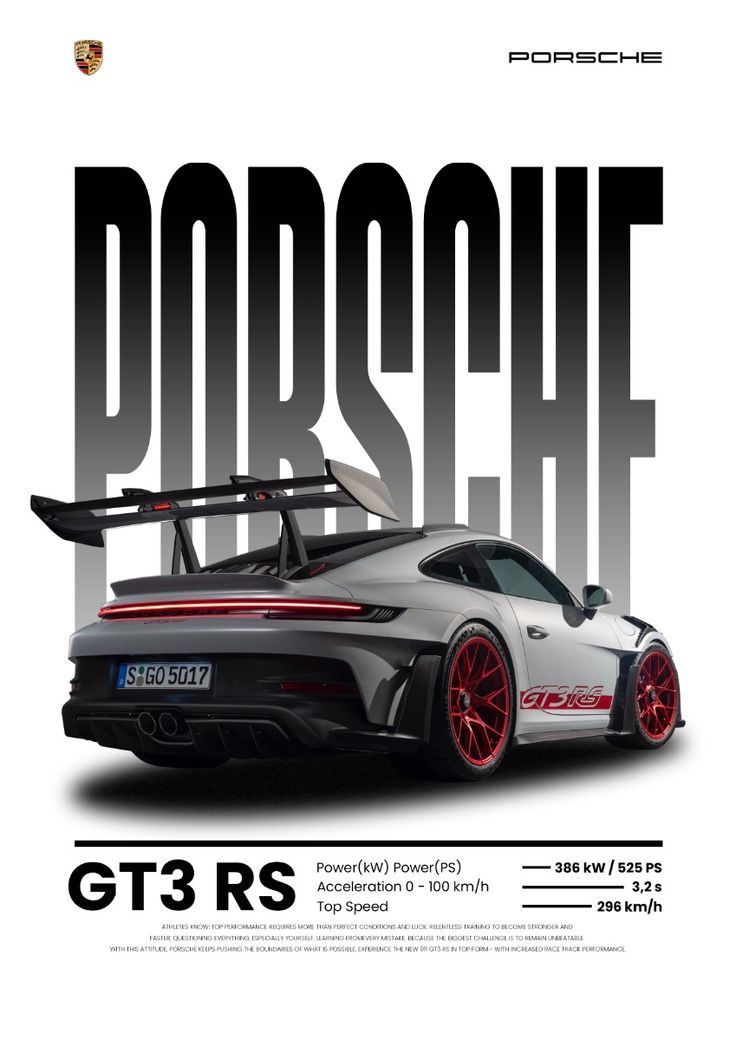 PORSCHE
PORSCHE
PORSCHE
S GO 5017
GT3 RS
GT3 RS
Power(kW) Power(PS)
386 kW / 525 PS
Acceleration 0 - 100 km/h
3,2 s
Top Speed
296 km/h
ATHLETES KNOW: TOP PERFORMANCE REQUIRES MORE THAN PERFECT CONDITIONS AND LUCK. RELENTLESS TRAINING TO BECOME STRONGER AND
FASTER, QUESTIONING EVERYTHING, ESPECIALLY YOURSELF, LEARNING FROMEVERY MISTAKE. BECAUSE THE BIGGEST CHALLENGE IS TO REMAIN UNBEATABLE.
WITH THIS ATTITUDE, PORSCHE KEEPS PUSHING THE BOUNDARIES OF WHAT IS POSSIBLE. EXPERIENCE THE NEW 911 GT3 RS IN TOP FORM - WITH INCREASED RACE TRACK PERFORMANCE.